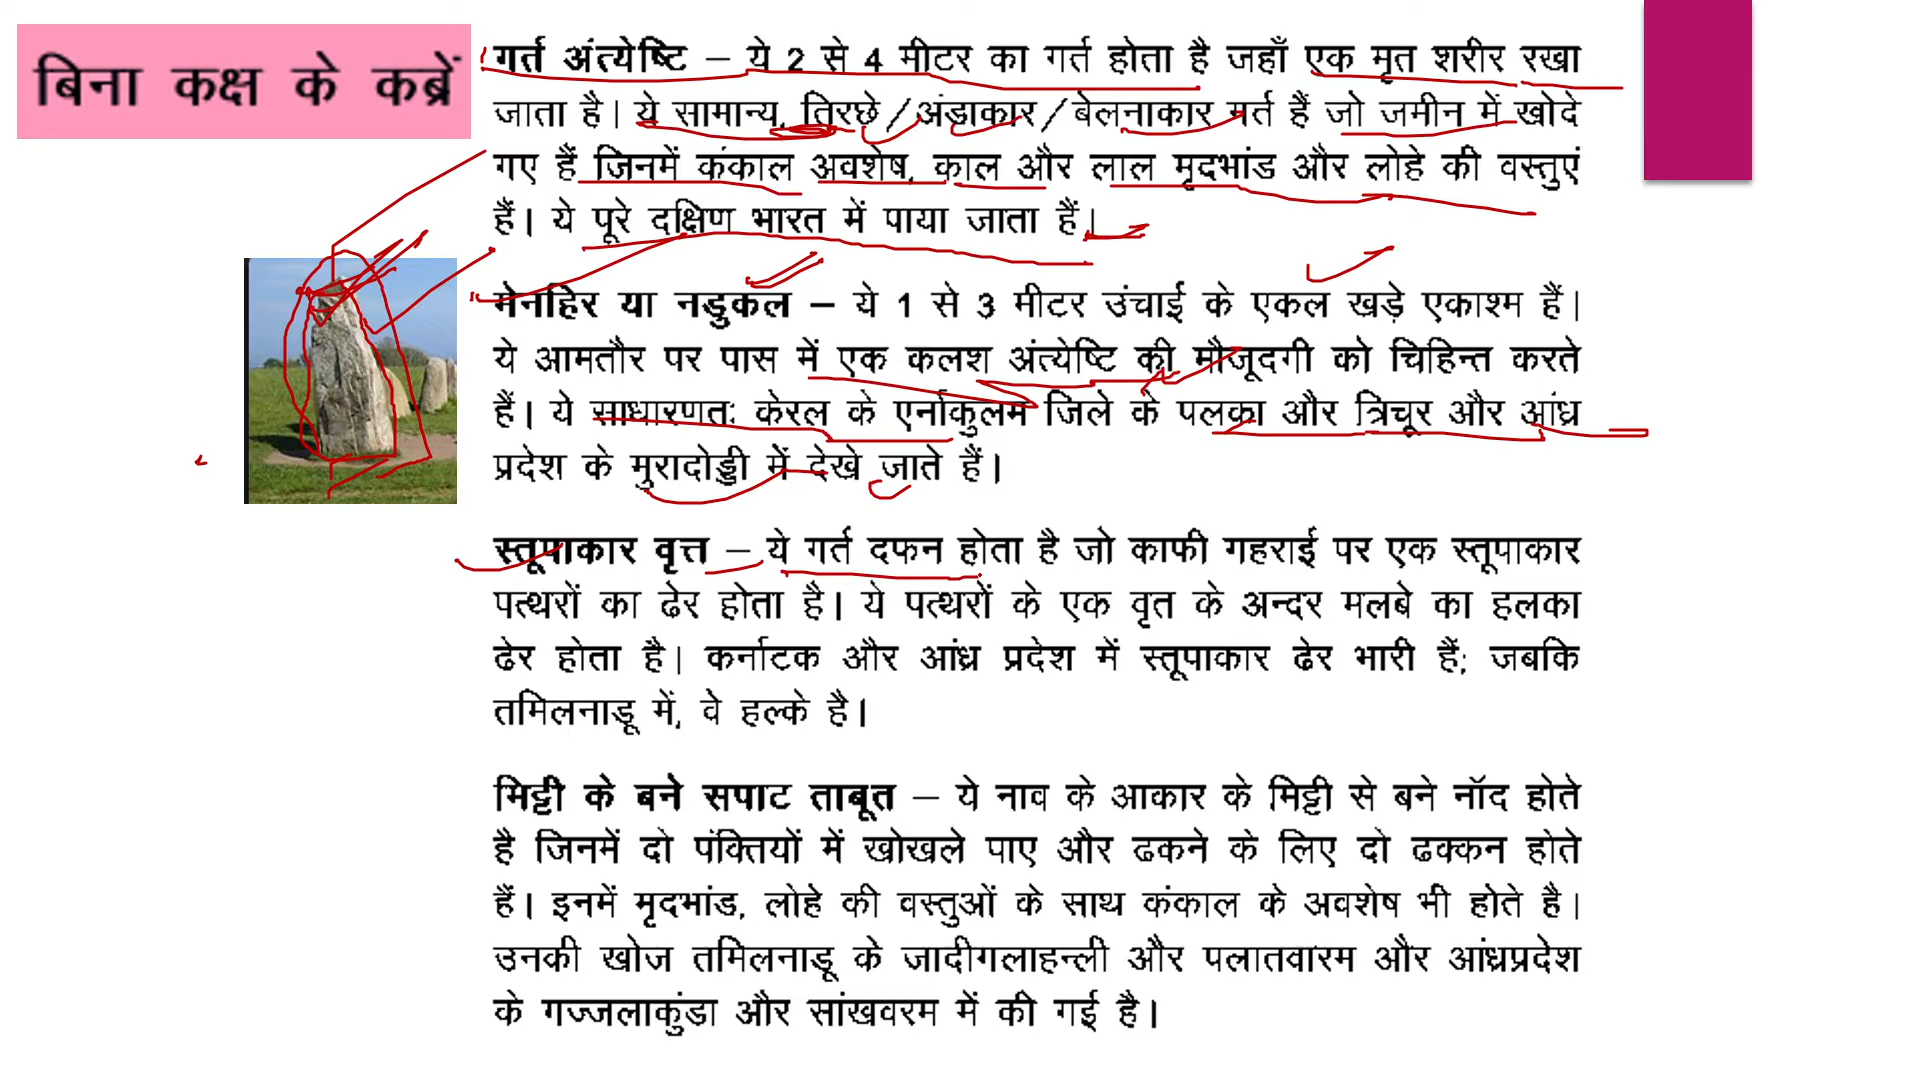 बिना कक्ष के कब्रें
गर्त अंत्येष्टि – ये 2 से 4 मीटर का गर्त होता है जहाँ एक मृत शरीर रखा
जाता है। ये सामान्य, तिरछे/अंडाकार/बेलनाकार गर्त हैं जो जमीन में खोदे
गए हैं जिनमें कंकाल अवशेष, काल और लाल मृदभांड और लोहे की वस्तुएं
हैं। ये पूरे दक्षिण भारत में पाया जाता हैं।
मेनहिर या नडुकल – ये 1 से 3 मीटर उंचाई के एकल खड़े एकाश्म हैं।
ये आमतौर पर पास में एक कलश अंत्येष्टि की मौजूदगी को चिहिन्त करते
हैं। ये साधारणतः केरल के एर्नाकुलम जिले के पलका और त्रिचूर और आंध्र
प्रदेश के मुरादोड्डी में देखे जाते हैं।
स्तूपाकार वृत्त – ये गर्त दफन होता है जो काफी गहराई पर एक स्तूपाकार
पत्थरों का ढेर होता है। ये पत्थरों के एक वृत के अन्दर मलबे का हलका
ढेर होता है। कर्नाटक और आंध्र प्रदेश में स्तूपाकार ढेर भारी हैं; जबकि
तमिलनाडू में, वे हल्के है।
मिट्टी के बने सपाट ताबूत – ये नाव के आकार के मिट्टी से बने नॉद होते
है जिनमें दो पंक्तियों में खोखले पाए और ढकने के लिए दो ढक्कन होते
हैं। इनमें मृदभांड, लोहे की वस्तुओं के साथ कंकाल के अवशेष भी होते है।
उनकी खोज तमिलनाडू के जादीगलाहन्ली और पलातवारम और आंध्रप्रदेश
के गज्जलाकुंडा और सांखवरम में की गई है।